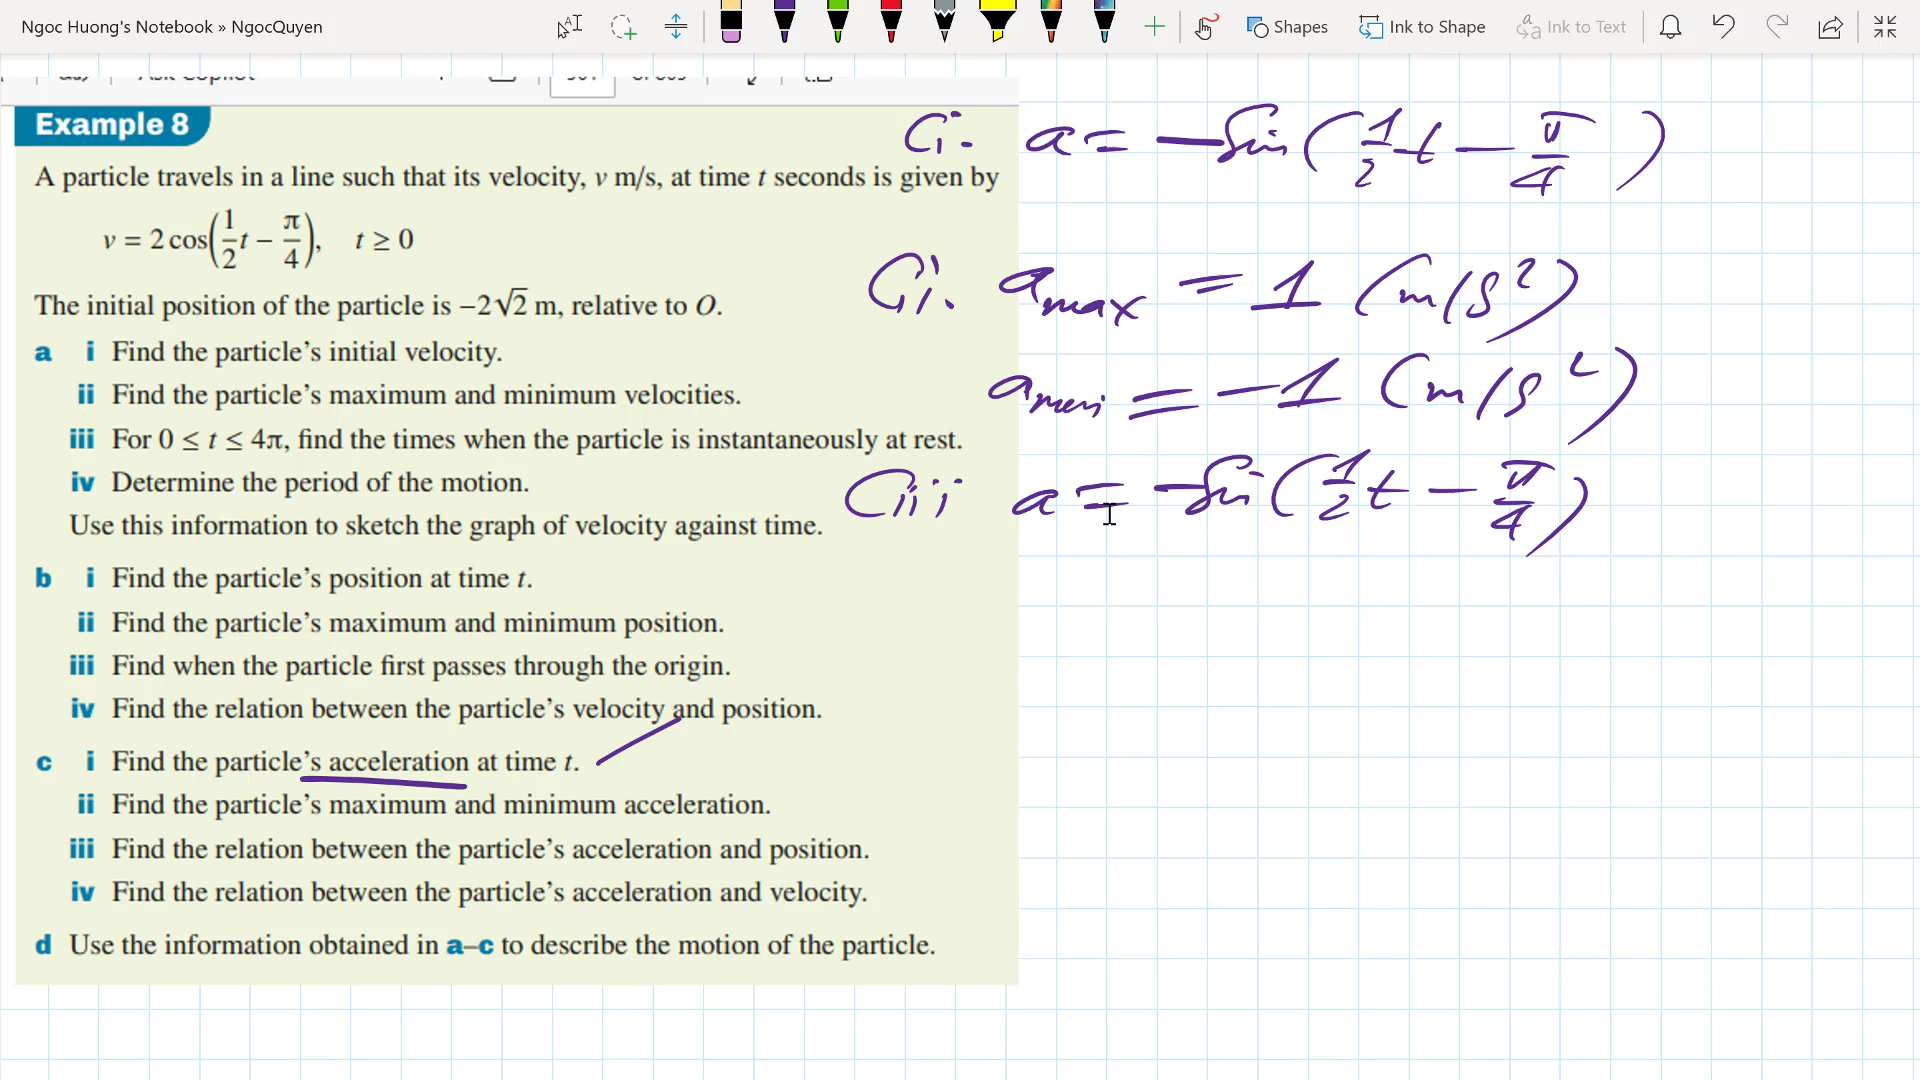 Ngoc Huong's Notebook » NgocQuyen
Shapes
Ink to Shape
Ink to Text
Example 8
A particle travels in a line such that its velocity, v m/s, at time t seconds is given by
v = 2 cos(1/2 t − π/4), t ≥ 0
The initial position of the particle is −2√2 m, relative to O.
a i Find the particle's initial velocity.
ii Find the particle's maximum and minimum velocities.
iii For 0 ≤ t ≤ 4π, find the times when the particle is instantaneously at rest.
iv Determine the period of the motion.
Use this information to sketch the graph of velocity against time.
b i Find the particle's position at time t.
ii Find the particle's maximum and minimum position.
iii Find when the particle first passes through the origin.
iv Find the relation between the particle's velocity and position.
c i Find the particle's acceleration at time t.
ii Find the particle's maximum and minimum acceleration.
iii Find the relation between the particle's acceleration and position.
iv Find the relation between the particle's acceleration and velocity.
d Use the information obtained in a–c to describe the motion of the particle.
Ci. a = −sin(1/2 t − π/4)
Cii. a max = 1 (m/s²)
a min = −1 (m/s²)
Ciii a = −sin(1/2 t − π/4)